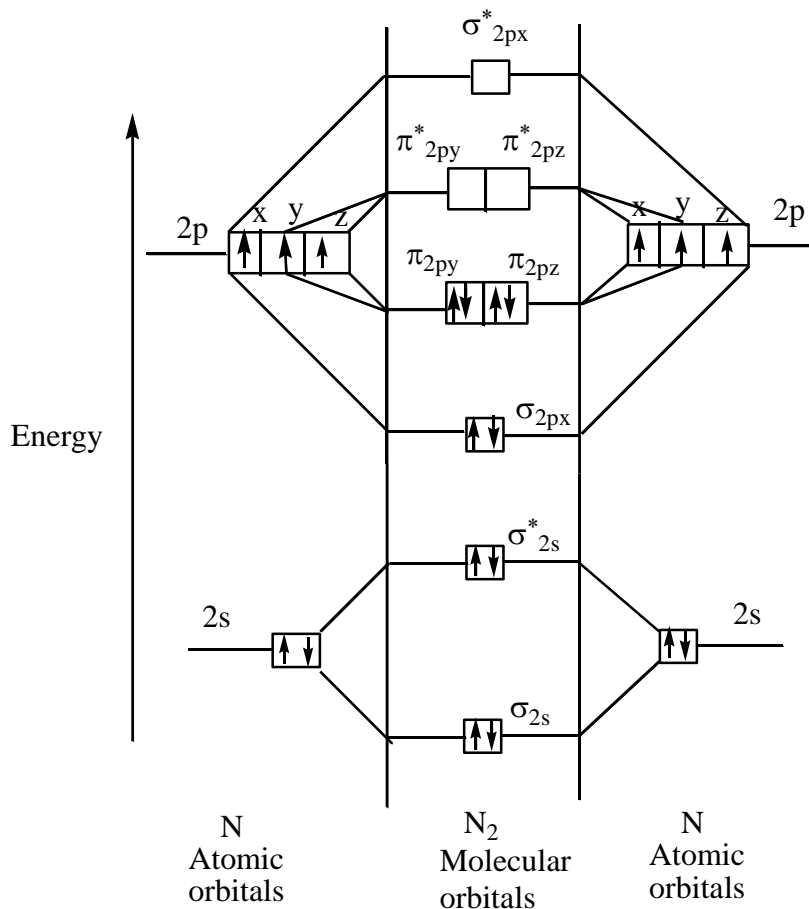 σ*2px
π*2py π*2pz
x y z
2p
x y z
2p
π2py π2pz
σ2px
Energy
σ*2s
2s
2s
σ2s
N
Atomic
orbitals
N2
Molecular
orbitals
N
Atomic
orbitals